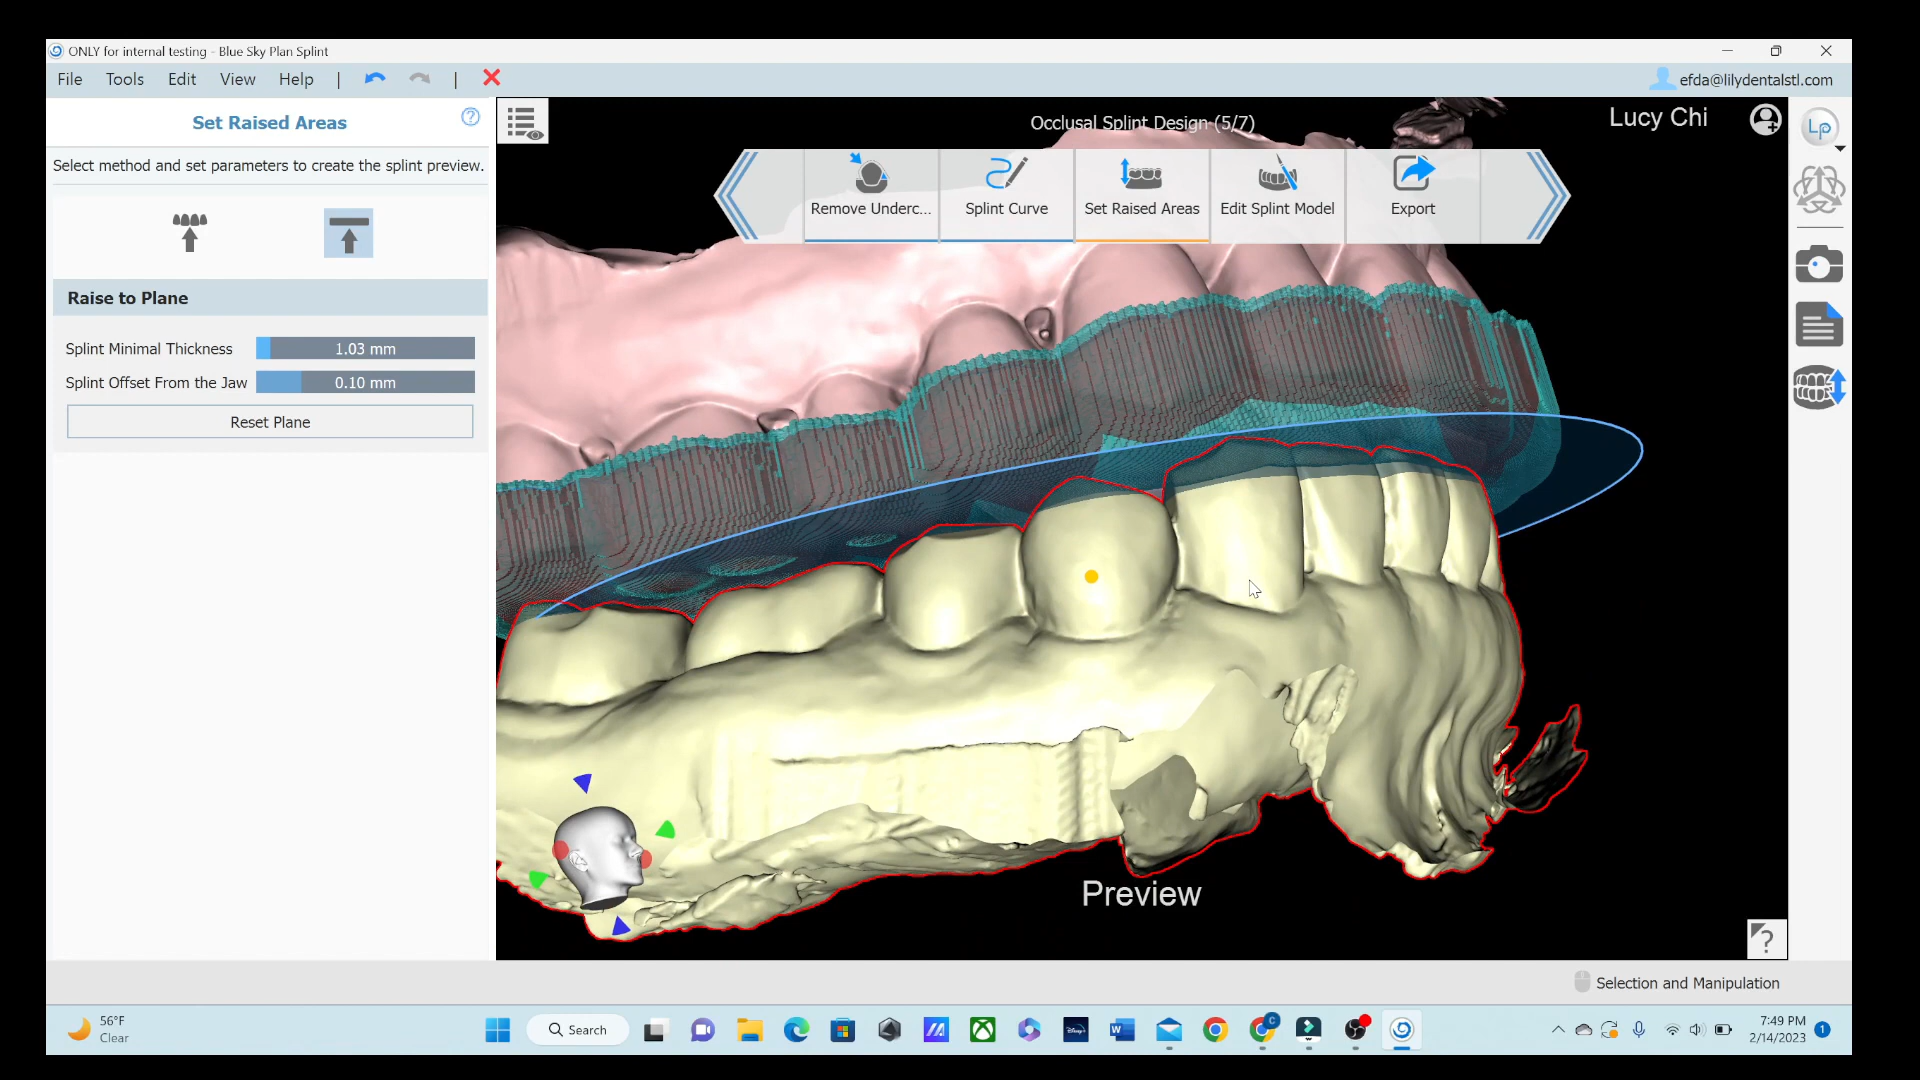 ONLY for internal testing - Blue Sky Plan Splint
File Tools Edit View Help | |
efda@lilydentalstl.com
Set Raised Areas
Select method and set parameters to create the splint preview.
Raise to Plane
Splint Minimal Thickness 1.03 mm
Splint Offset From the Jaw 0.10 mm
Reset Plane
Occlusal Splint Design (5/7)
Lucy Chi
Remove Underc... Splint Curve Set Raised Areas Edit Splint Model Export
Lp
Preview
?
Selection and Manipulation
56°F
Clear
Search
Disney+
W
C
7:49 PM
2/14/2023
1